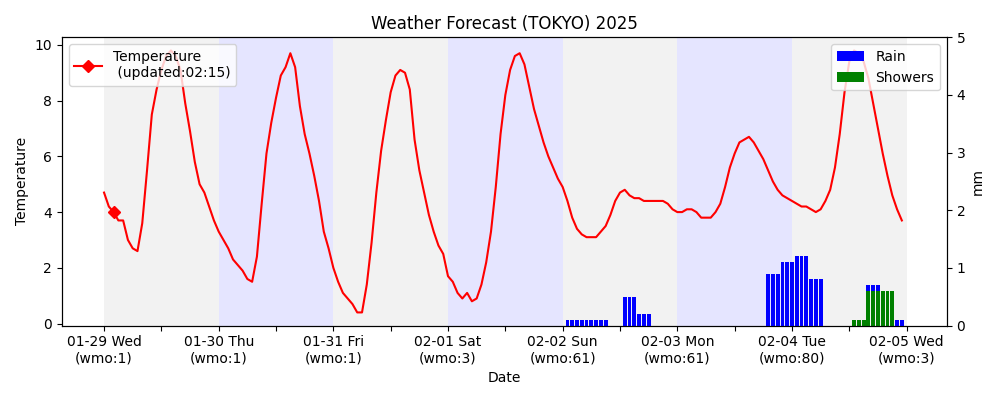 Weather Forecast (TOKYO) 2025
Temperature
(updated:02:15)
Rain
Showers
Temperature
10
8
6
4
2
0
5
4
3
2
1
0
mm
01-29 Wed
(wmo:1)
01-30 Thu
(wmo:1)
01-31 Fri
(wmo:1)
02-01 Sat
(wmo:3)
02-02 Sun
(wmo:61)
02-03 Mon
(wmo:61)
02-04 Tue
(wmo:80)
02-05 Wed
(wmo:3)
Date